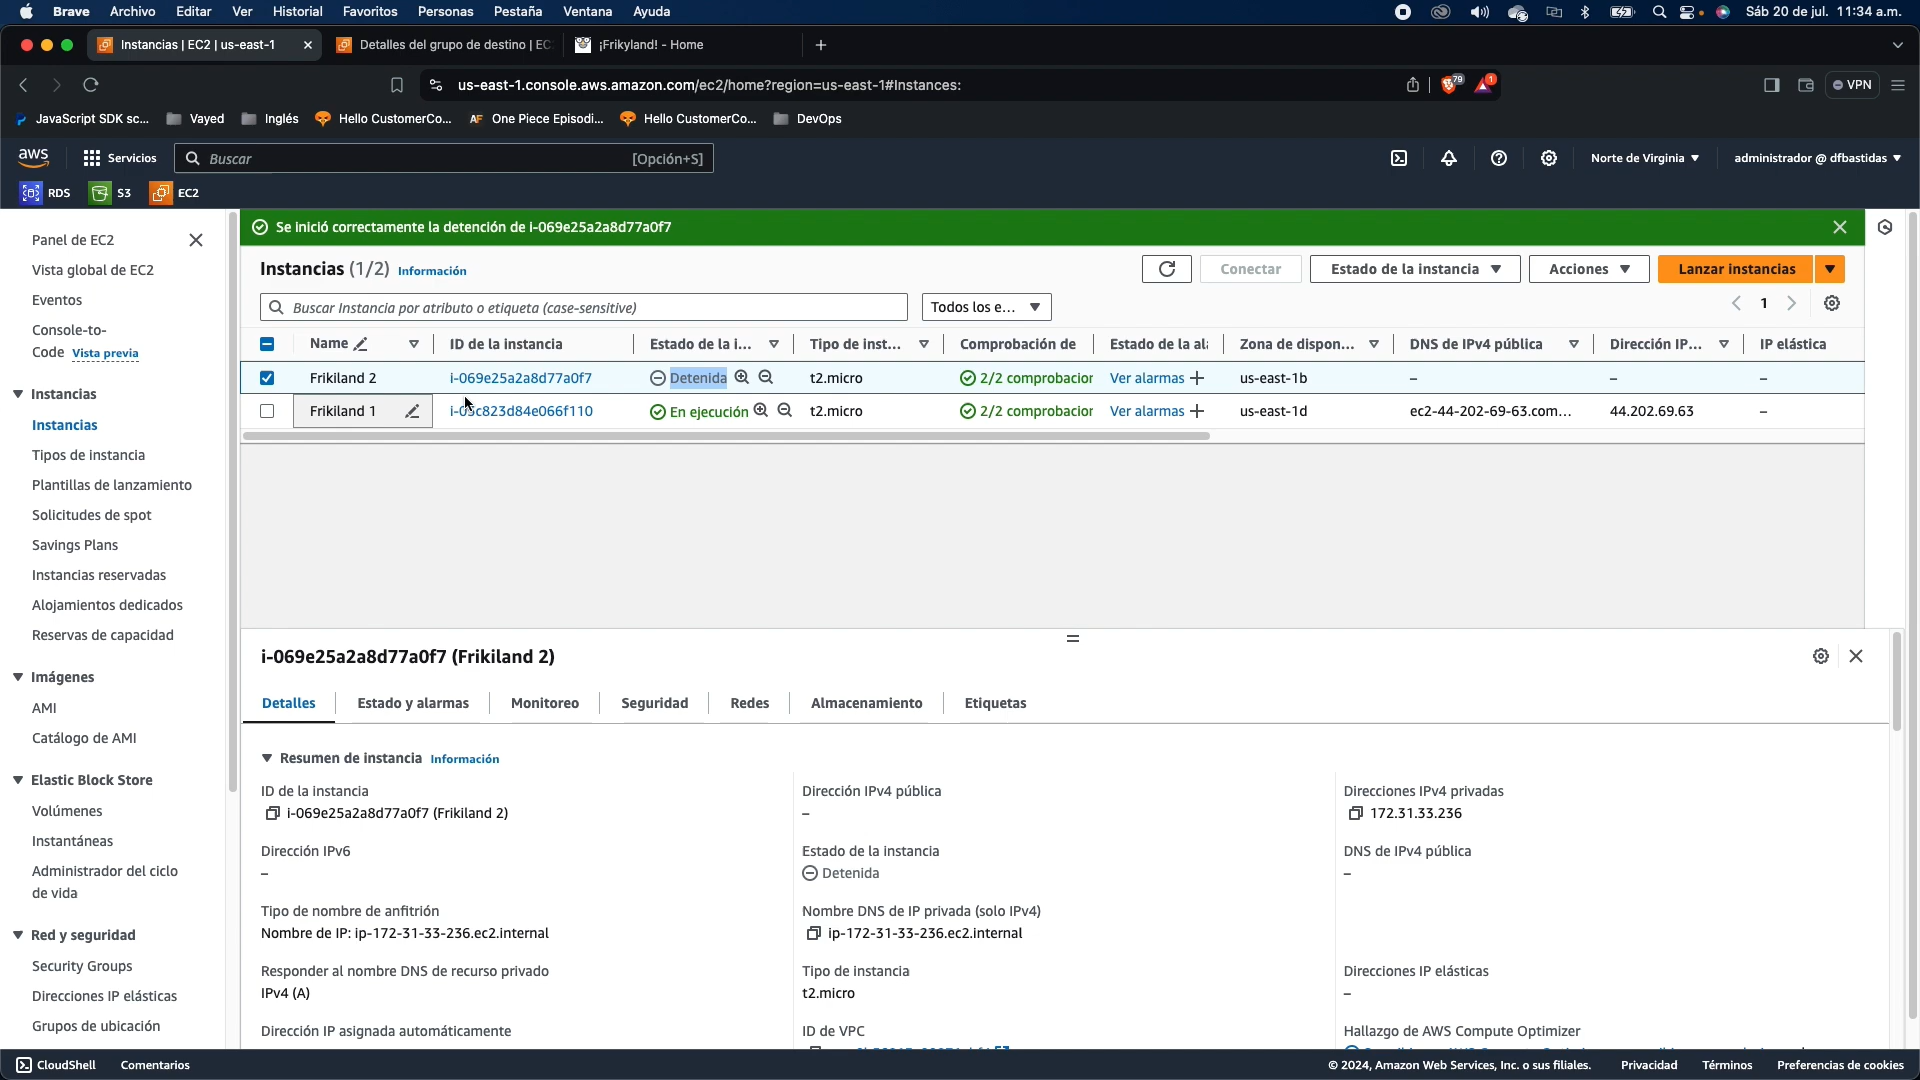 Brave Archivo Editar Ver Historial Favoritos Personas Pestaña Ventana Ayuda Sáb 20 de jul. 11:34 a.m.
Instancias | EC2 | us-east-1 Detalles del grupo de destino | EC ¡Frikyland! - Home
us-east-1.console.aws.amazon.com/ec2/home?region=us-east-1#Instances: 79 1 VPN
JavaScript SDK sc... Vayed Inglés Hello CustomerCo... AF One Piece Episodi... Hello CustomerCo... DevOps
aws Servicios Buscar [Opción+S] Norte de Virginia administrador @ dfbastidas
RDS S3 EC2
Panel de EC2
Vista global de EC2
Eventos
Console-to-
Code Vista previa
Instancias
Instancias
Tipos de instancia
Plantillas de lanzamiento
Solicitudes de spot
Savings Plans
Instancias reservadas
Alojamientos dedicados
Reservas de capacidad
Imágenes
AMI
Catálogo de AMI
Elastic Block Store
Volúmenes
Instantáneas
Administrador del ciclo
de vida
Red y seguridad
Security Groups
Direcciones IP elásticas
Grupos de ubicación
Se inició correctamente la detención de i-069e25a2a8d77a0f7
Instancias (1/2) Información Conectar Estado de la instancia Acciones Lanzar instancias
Buscar Instancia por atributo o etiqueta (case-sensitive) Todos los e... 1
Name ID de la instancia Estado de la i... Tipo de inst... Comprobación de Estado de la al Zona de dispon... DNS de IPv4 pública Dirección IP... IP elástica
Frikiland 2 i-069e25a2a8d77a0f7 Detenida t2.micro 2/2 comprobacior Ver alarmas + us-east-1b – – –
Frikiland 1 i-05c823d84e066f110 En ejecución t2.micro 2/2 comprobacior Ver alarmas + us-east-1d ec2-44-202-69-63.com... 44.202.69.63 –
i-069e25a2a8d77a0f7 (Frikiland 2)
Detalles Estado y alarmas Monitoreo Seguridad Redes Almacenamiento Etiquetas
Resumen de instancia Información
ID de la instancia Dirección IPv4 pública Direcciones IPv4 privadas
i-069e25a2a8d77a0f7 (Frikiland 2) – 172.31.33.236
Dirección IPv6 Estado de la instancia DNS de IPv4 pública
– Detenida –
Tipo de nombre de anfitrión Nombre DNS de IP privada (solo IPv4)
Nombre de IP: ip-172-31-33-236.ec2.internal ip-172-31-33-236.ec2.internal
Responder al nombre DNS de recurso privado Tipo de instancia Direcciones IP elásticas
IPv4 (A) t2.micro –
Dirección IP asignada automáticamente ID de VPC Hallazgo de AWS Compute Optimizer
CloudShell Comentarios © 2024, Amazon Web Services, Inc. o sus filiales. Privacidad Términos Preferencias de cookies